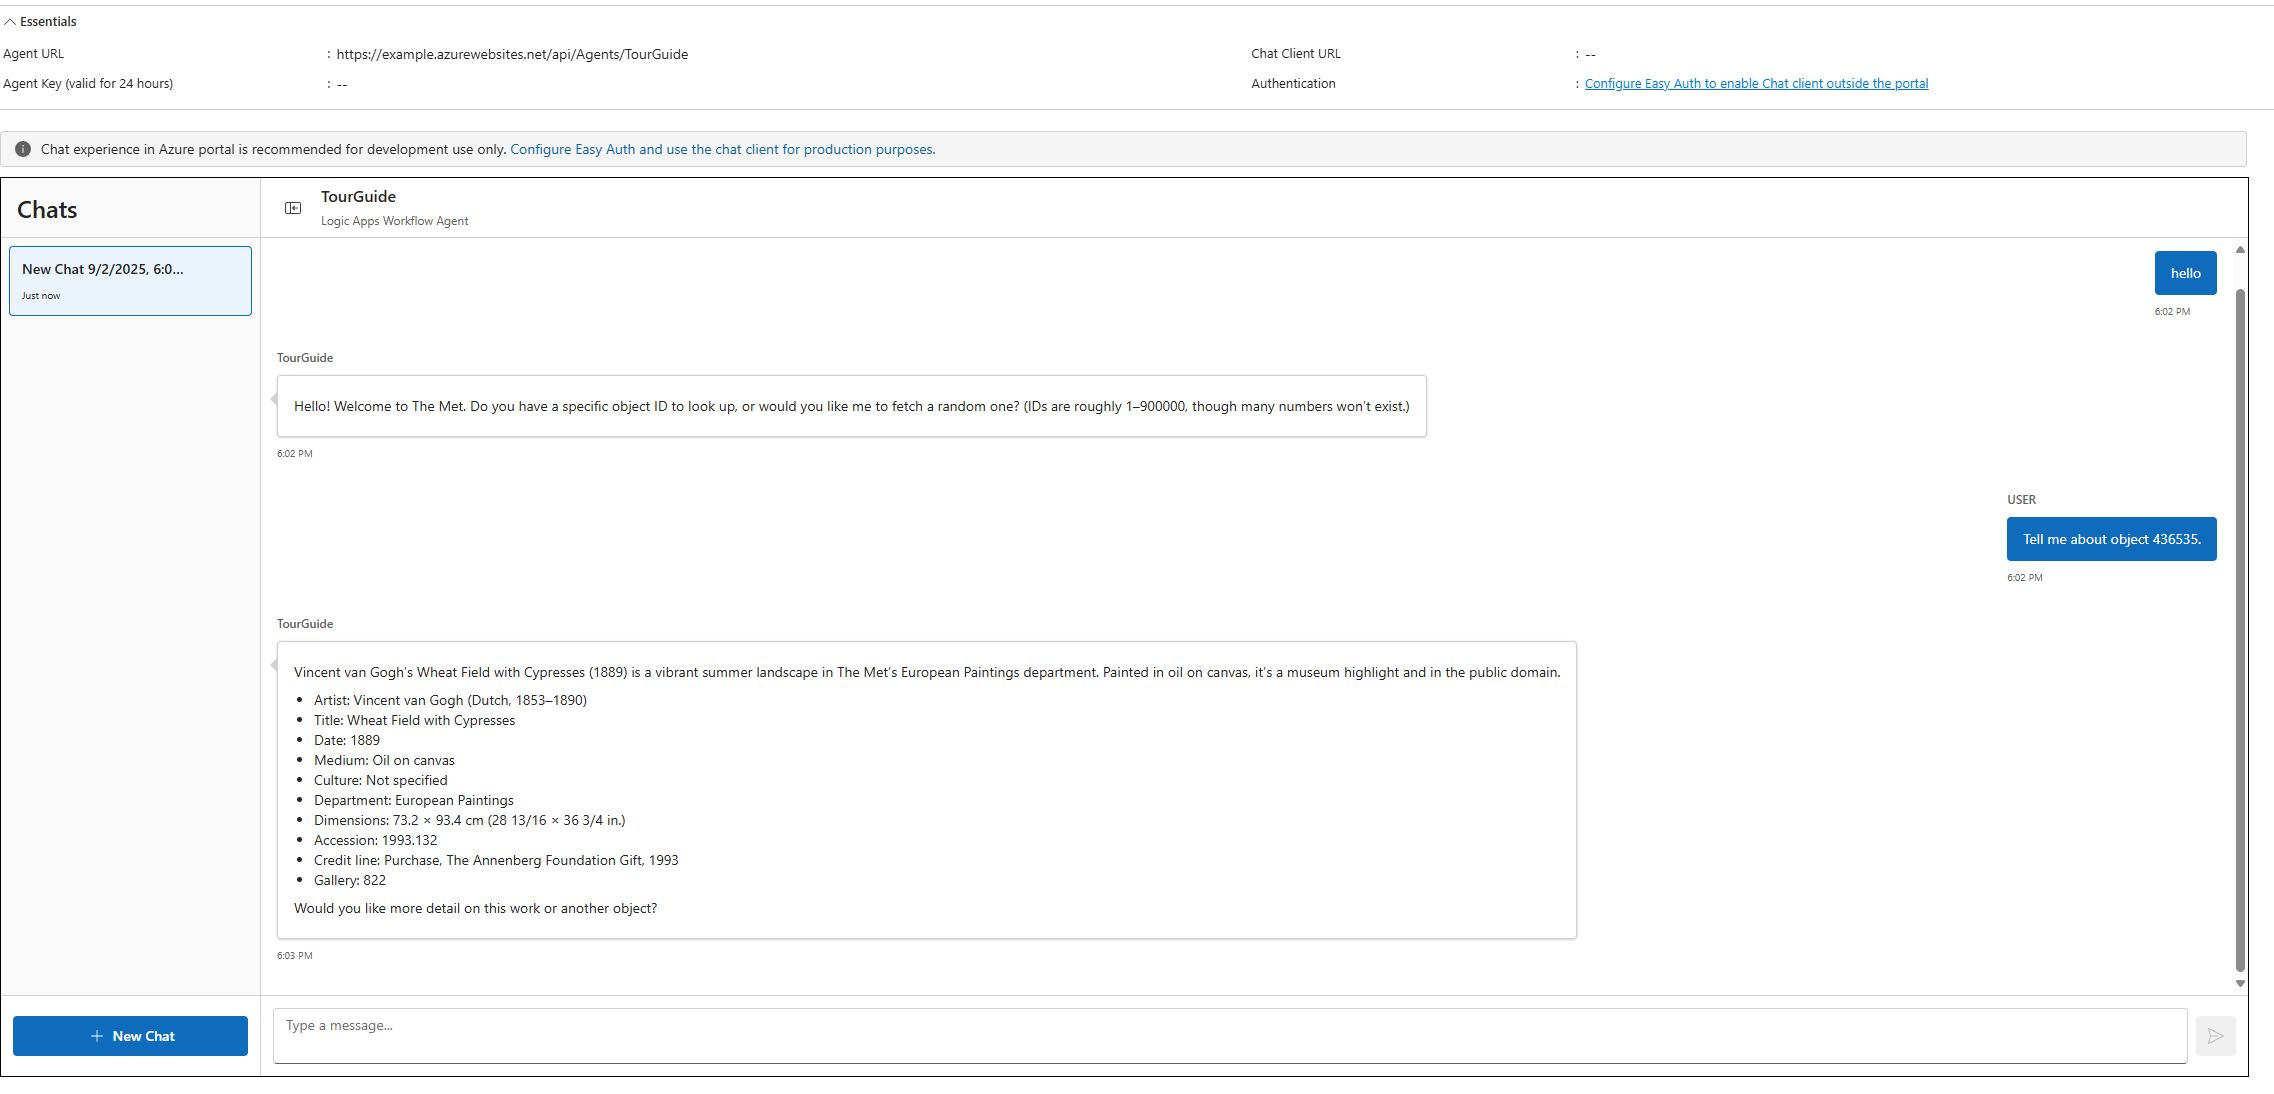 Essentials
Agent URL : https://example.azurewebsites.net/api/Agents/TourGuide
Chat Client URL : --
Agent Key (valid for 24 hours) : --
Authentication : Configure Easy Auth to enable Chat client outside the portal
Chat experience in Azure portal is recommended for development use only. Configure Easy Auth and use the chat client for production purposes.
Chats
TourGuide
Logic Apps Workflow Agent
New Chat 9/2/2025, 6:0...
Just now
hello
6:02 PM
TourGuide
Hello! Welcome to The Met. Do you have a specific object ID to look up, or would you like me to fetch a random one? (IDs are roughly 1–900000, though many numbers won’t exist.)
6:02 PM
USER
Tell me about object 436535.
6:02 PM
TourGuide
Vincent van Gogh’s Wheat Field with Cypresses (1889) is a vibrant summer landscape in The Met’s European Paintings department. Painted in oil on canvas, it’s a museum highlight and in the public domain.
• Artist: Vincent van Gogh (Dutch, 1853–1890)
• Title: Wheat Field with Cypresses
• Date: 1889
• Medium: Oil on canvas
• Culture: Not specified
• Department: European Paintings
• Dimensions: 73.2 × 93.4 cm (28 13/16 × 36 3/4 in.)
• Accession: 1993.132
• Credit line: Purchase, The Annenberg Foundation Gift, 1993
• Gallery: 822
Would you like more detail on this work or another object?
6:03 PM
New Chat
Type a message...